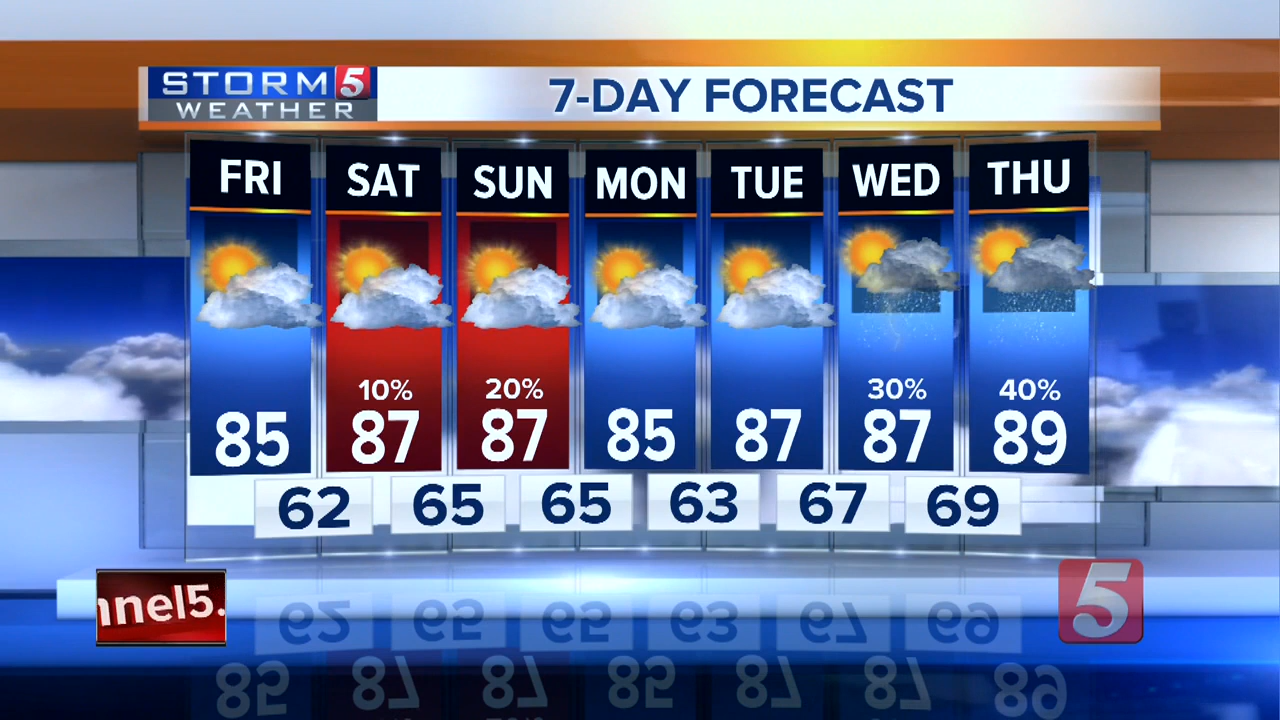 STORM 5
WEATHER
7-DAY FORECAST
FRI SAT SUN MON TUE WED THU
10% 20% 30% 40%
85 87 87 85 87 87 89
62 65 65 63 67 69
nnel5.
5